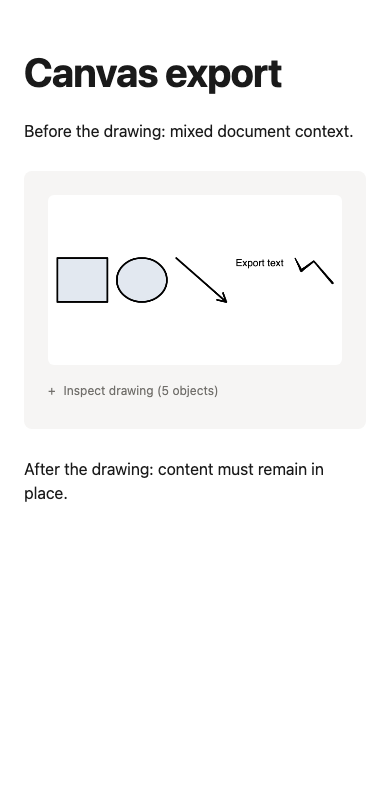 Canvas export
Before the drawing: mixed document context.
Export text
+ Inspect drawing (5 objects)
After the drawing: content must remain in
place.